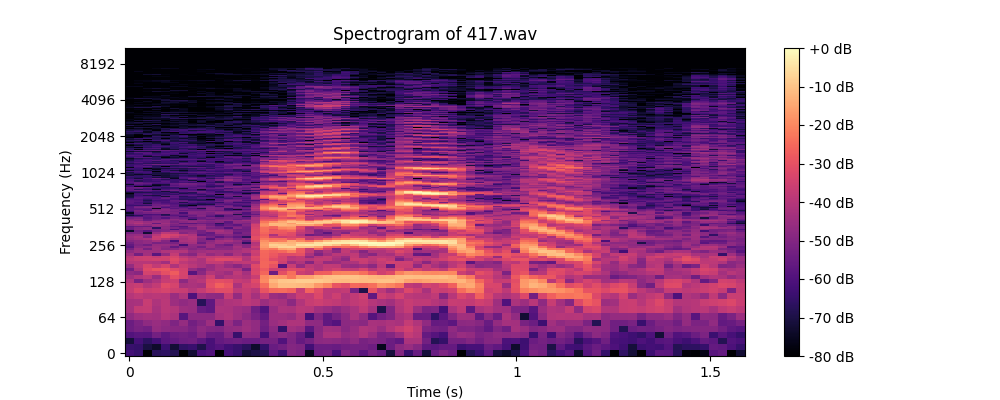 Spectrogram of 417.wav
8192
4096
2048
1024
512
256
128
64
0
Frequency (Hz)
0
0.5
1
1.5
Time (s)
+0 dB
-10 dB
-20 dB
-30 dB
-40 dB
-50 dB
-60 dB
-70 dB
-80 dB